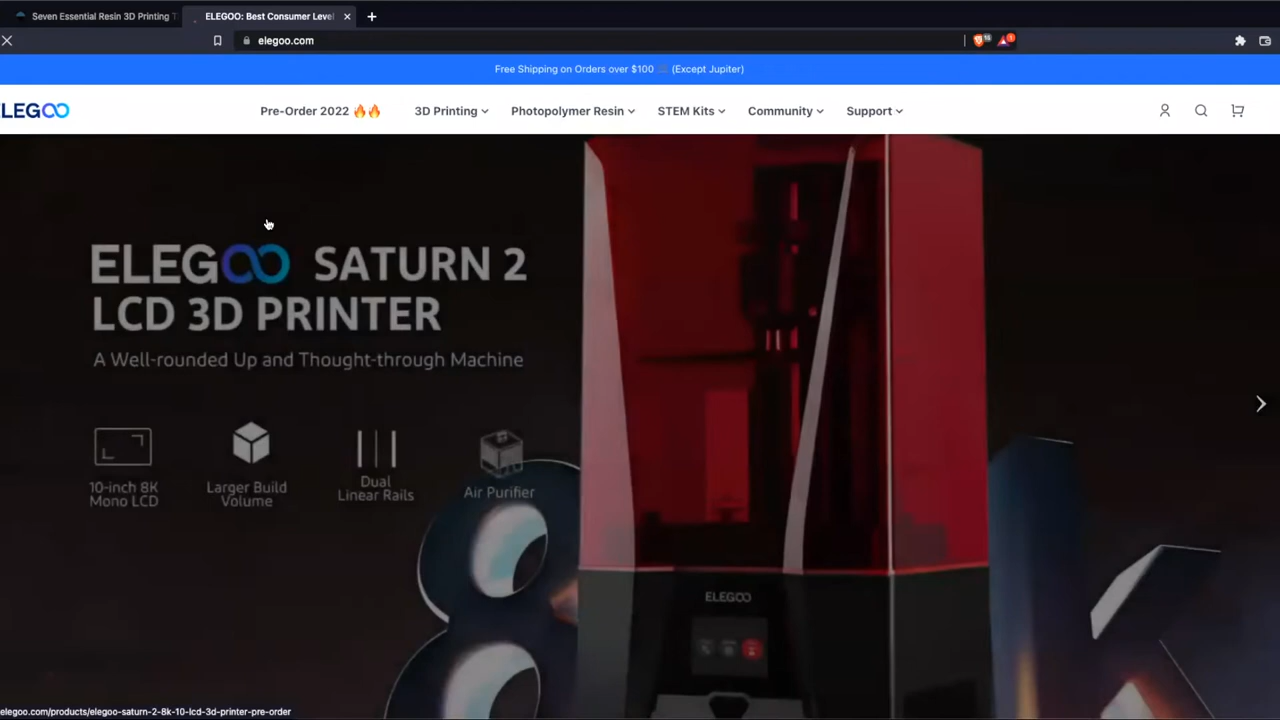 Seven Essential Resin 3D Printing T
ELEGOO: Best Consumer Level
elegoo.com
16
1
Free Shipping on Orders over $100 (Except Jupiter)
LEGOO
Pre-Order 2022 🔥🔥
3D Printing
Photopolymer Resin
STEM Kits
Community
Support
ELEGOO SATURN 2
LCD 3D PRINTER
A Well-rounded Up and Thought-through Machine
10-inch 8K
Mono LCD
Larger Build
Volume
Dual
Linear Rails
Air Purifier
ELEGOO
8k
elegoo.com/products/elegoo-saturn-2-8k-10-lcd-3d-printer-pre-order